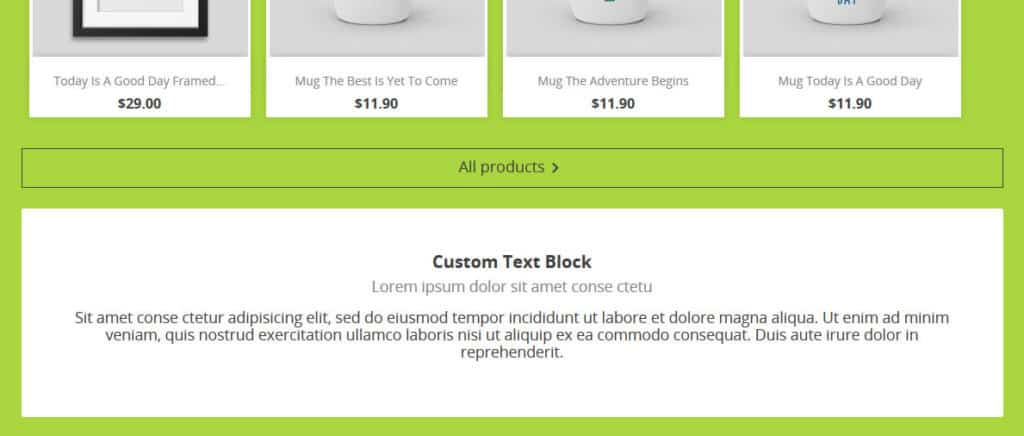 DAY
Today Is A Good Day Framed...
Mug The Best Is Yet To Come
Mug The Adventure Begins
Mug Today Is A Good Day
$29.00
$11.90
$11.90
$11.90
All products
Custom Text Block
Lorem ipsum dolor sit amet conse ctetu
Sit amet conse ctetur adipisicing elit, sed do eiusmod tempor incididunt ut labore et dolore magna aliqua. Ut enim ad minim
veniam, quis nostrud exercitation ullamco laboris nisi ut aliquip ex ea commodo consequat. Duis aute irure dolor in
reprehenderit.